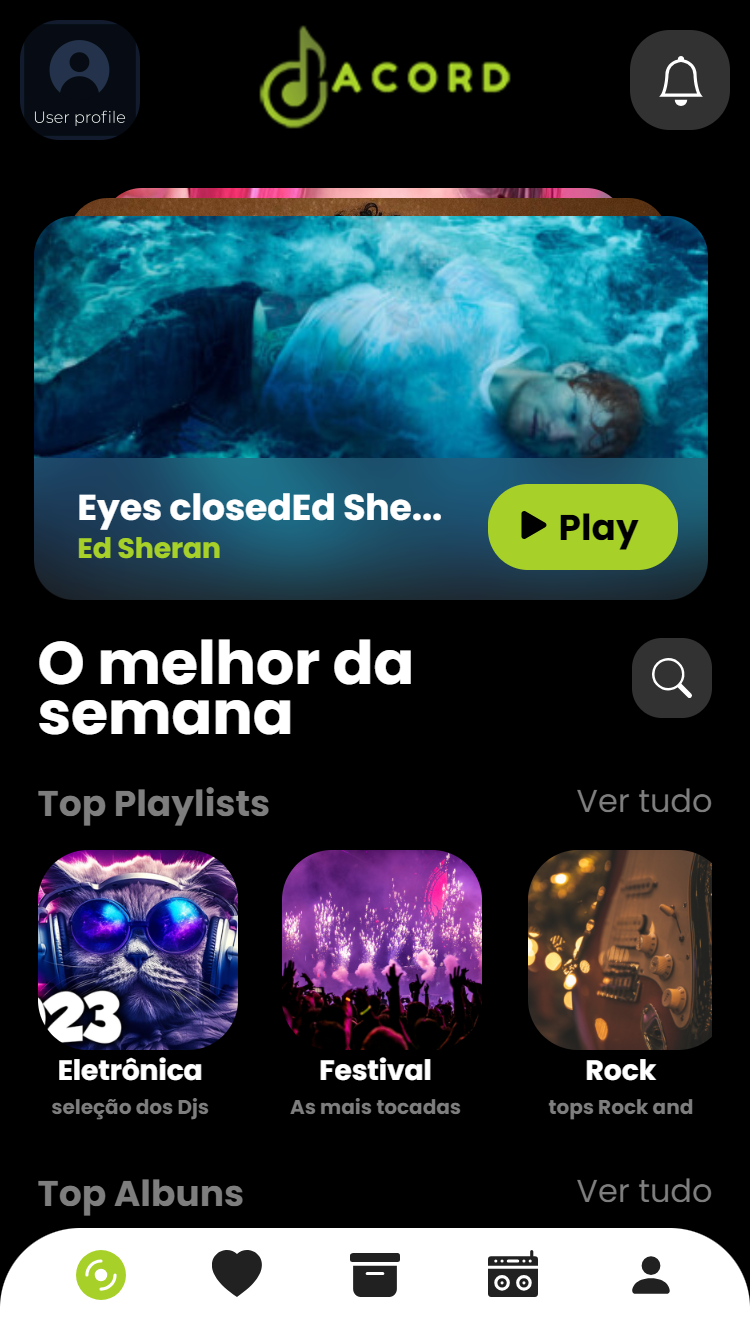 User profile
ACORD
Eyes closedEd She...
Ed Sheran
Play
O melhor da
semana
Top Playlists
Ver tudo
23
Eletrônica
Festival
Rock
seleção dos Djs
As mais tocadas
tops Rock and
Top Albuns
Ver tudo